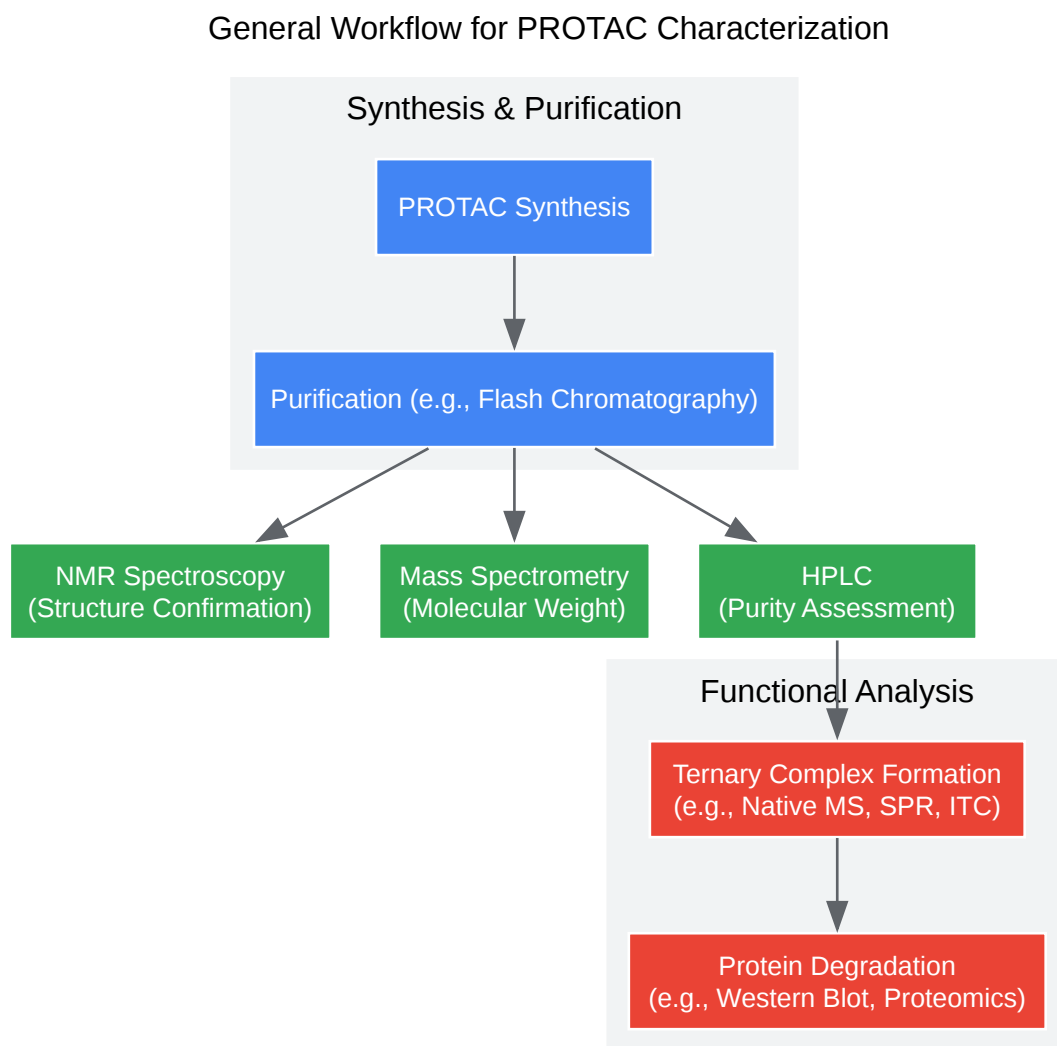 General Workflow for PROTAC Characterization
Synthesis & Purification
PROTAC Synthesis
Purification (e.g., Flash Chromatography)
NMR Spectroscopy
(Structure Confirmation)
Mass Spectrometry
(Molecular Weight)
HPLC
(Purity Assessment)
Functional Analysis
Ternary Complex Formation
(e.g., Native MS, SPR, ITC)
Protein Degradation
(e.g., Western Blot, Proteomics)